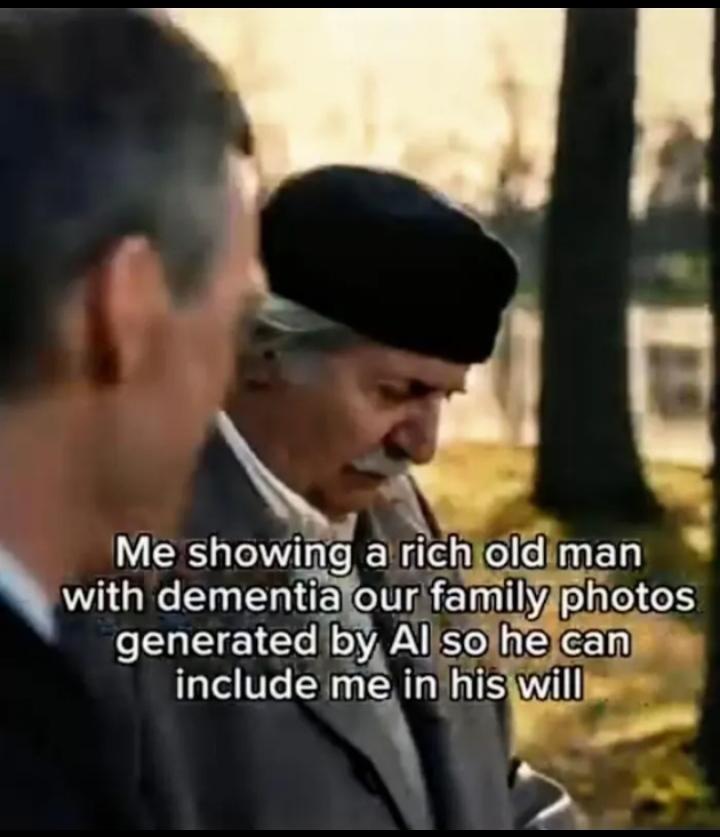 Me showing a rich old man
with dementia our family photos
generated by AI so he can
include me in his will